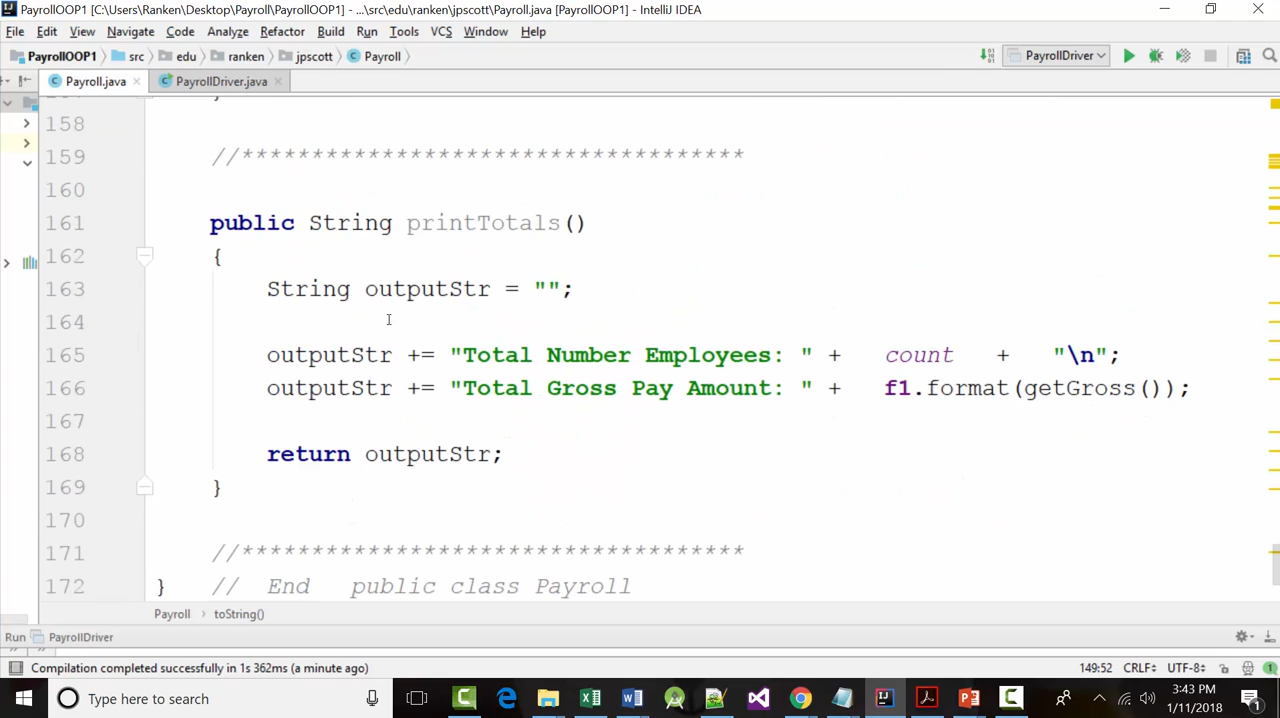 PayrollOOP1 [C:\Users\Ranken\Desktop\Payroll\PayrollOOP1] - ...\src\edu\ranken\jpscott\Payroll.java [PayrollOOP1] - IntelliJ IDEA
File Edit View Navigate Code Analyze Refactor Build Run Tools VCS Window Help
PayrollOOP1 src edu ranken jpscott Payroll PayrollDriver
Payroll.java PayrollDriver.java
158
159 //************************************
160
161 public String printTotals()
162 {
163 String outputStr = "";
164
165 outputStr += "Total Number Employees: " + count + "\n";
166 outputStr += "Total Gross Pay Amount: " + f1.format(getGross());
167
168 return outputStr;
169 }
170
171 //************************************
172 } // End public class Payroll
Payroll > toString()
Run PayrollDriver
Compilation completed successfully in 1s 362ms (a minute ago) 149:52 CRLF UTF-8 1
Type here to search
3:43 PM
1/11/2018
1